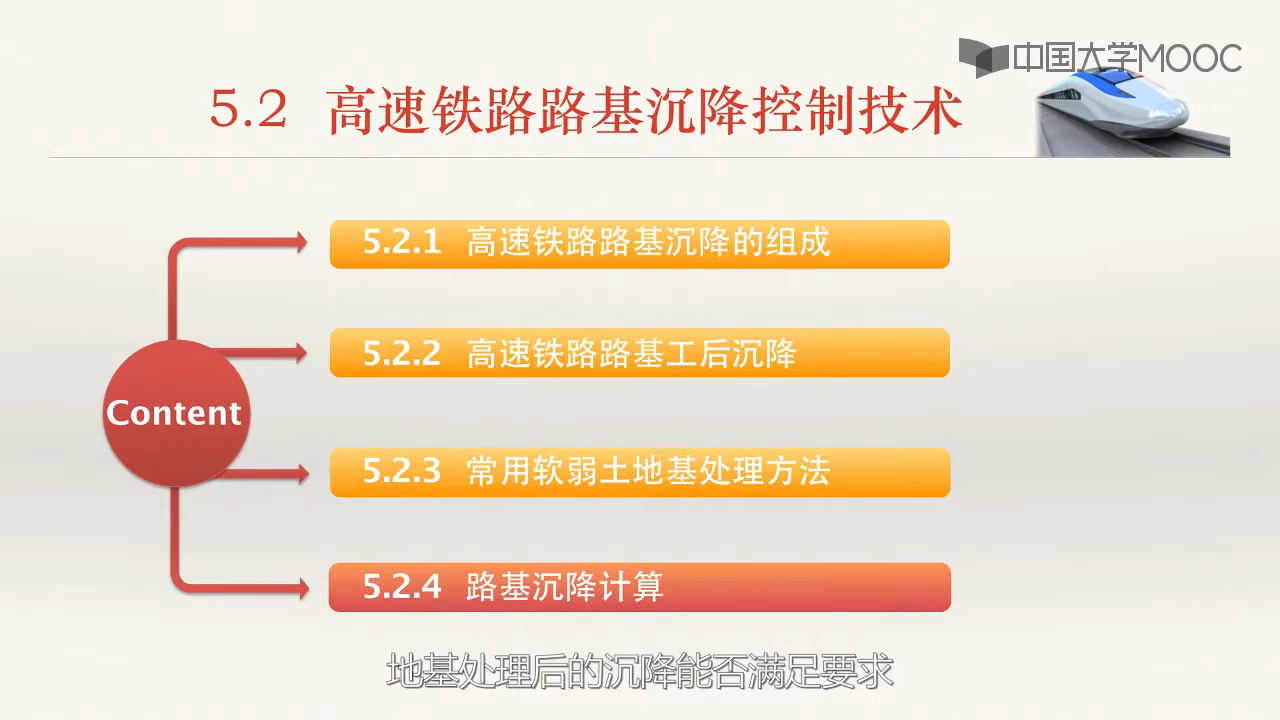 中国大学MOOC
5.2 高速铁路路基沉降控制技术
5.2.1 高速铁路路基沉降的组成
5.2.2 高速铁路路基工后沉降
Content
5.2.3 常用软弱土地基处理方法
5.2.4 路基沉降计算
地基处理后的沉降能否满足要求